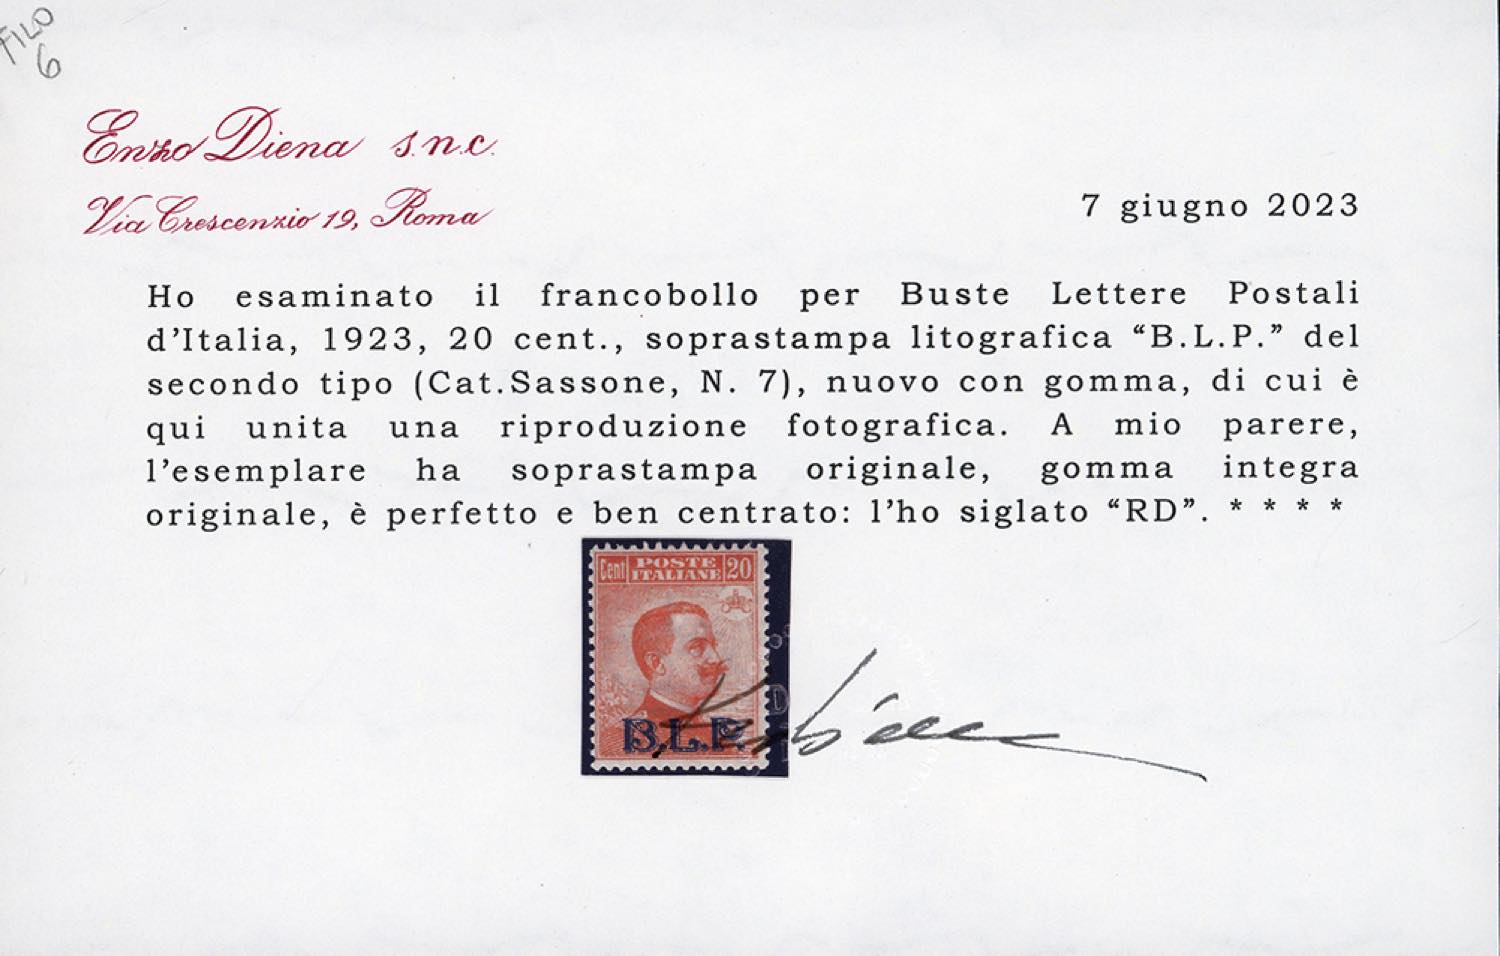 FILO
6
Enzo Diena s.n.c.
Via Crescenzio 19, Roma
7 giugno 2023
Ho esaminato il francobollo per Buste Lettere Postali
d’Italia, 1923, 20 cent., soprastampa litografica “B.L.P.” del
secondo tipo (Cat.Sassone, N. 7), nuovo con gomma, di cui è
qui unita una riproduzione fotografica. A mio parere,
l’esemplare ha soprastampa originale, gomma integra
originale, è perfetto e ben centrato: l’ho siglato “RD”. * * * *
Cent POSTE ITALIANE 20
B.L.P.